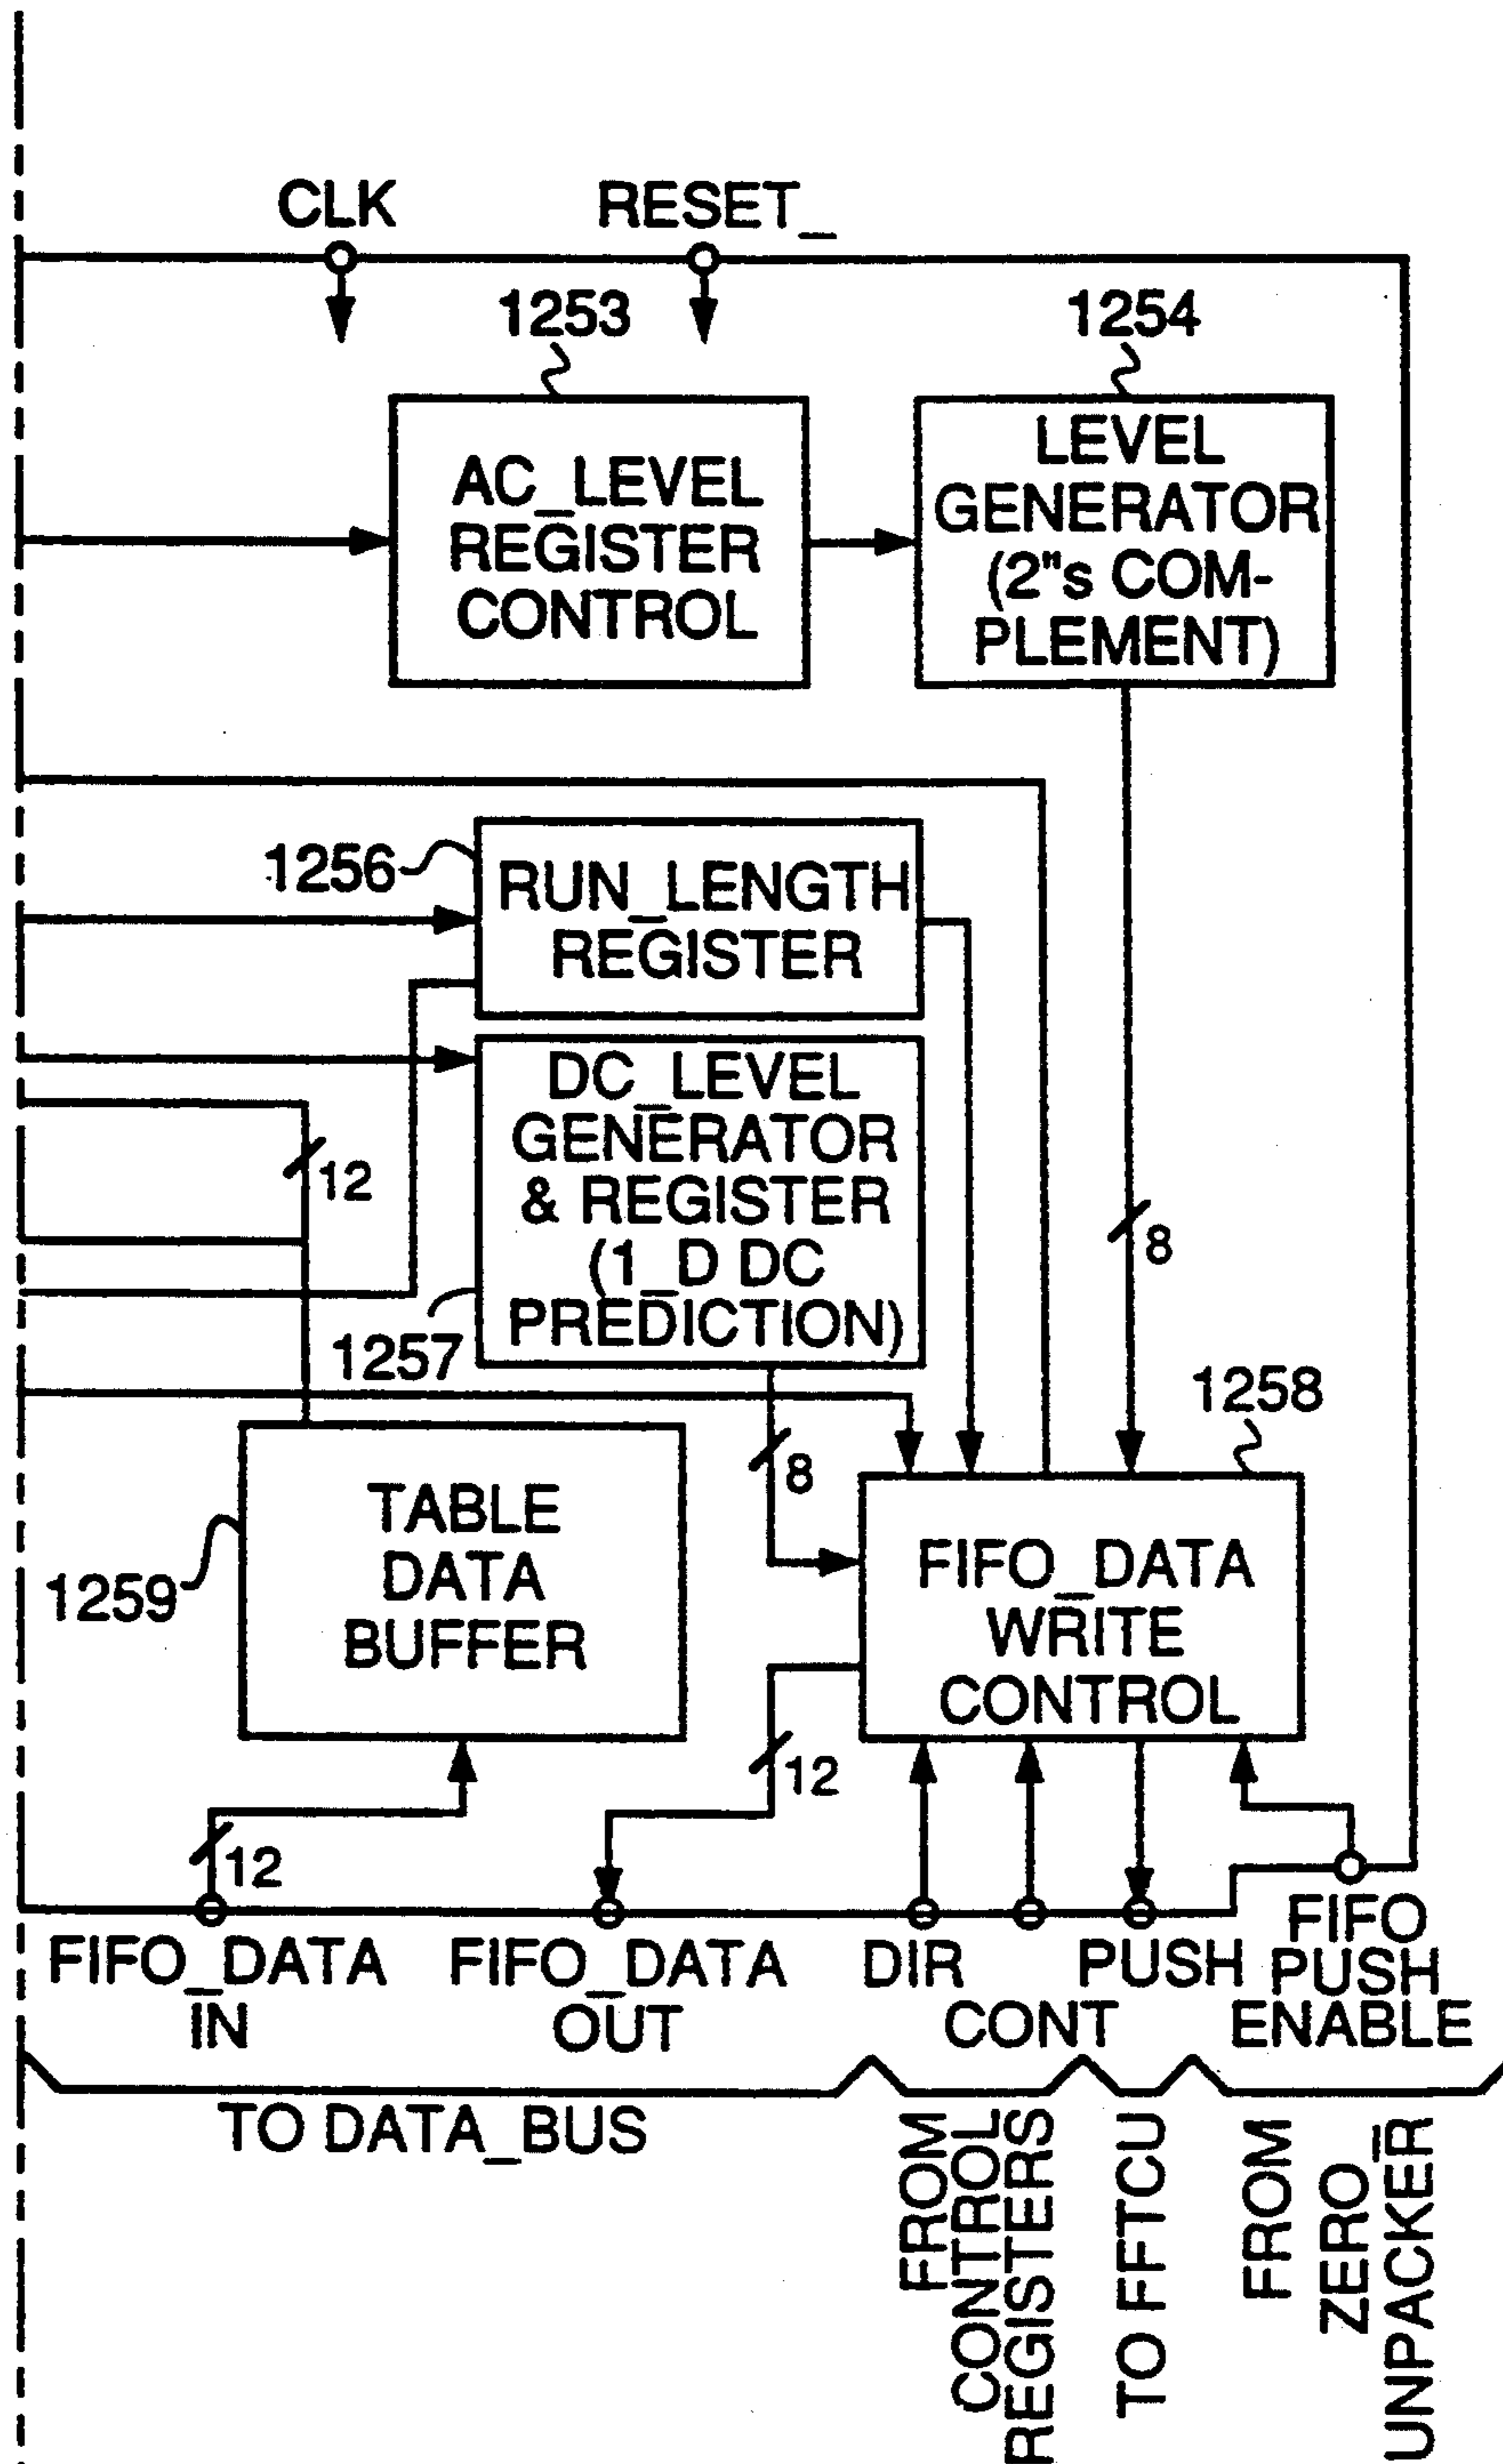 CLK
RESET_
1253
1254
AC_LEVEL
REGISTER
CONTROL
LEVEL
GENERATOR
(2"s COM-
PLEMENT)
1256
RUN_LENGTH
REGISTER
DC_LEVEL
GENERATOR
& REGISTER
(1_D DC
PREDICTION)
12
8
1257
1258
8
1259
TABLE
DATA
BUFFER
FIFO_DATA
WRITE
CONTROL
12
12
FIFO_DATA
IN
FIFO_DATA
OUT
DIR
CONT
PUSH
FIFO
PUSH
ENABLE
TO DATA_BUS
FROM
CONTROL
REGISTERS
TO FFTCU
FROM
ZERO_
UNPACKER